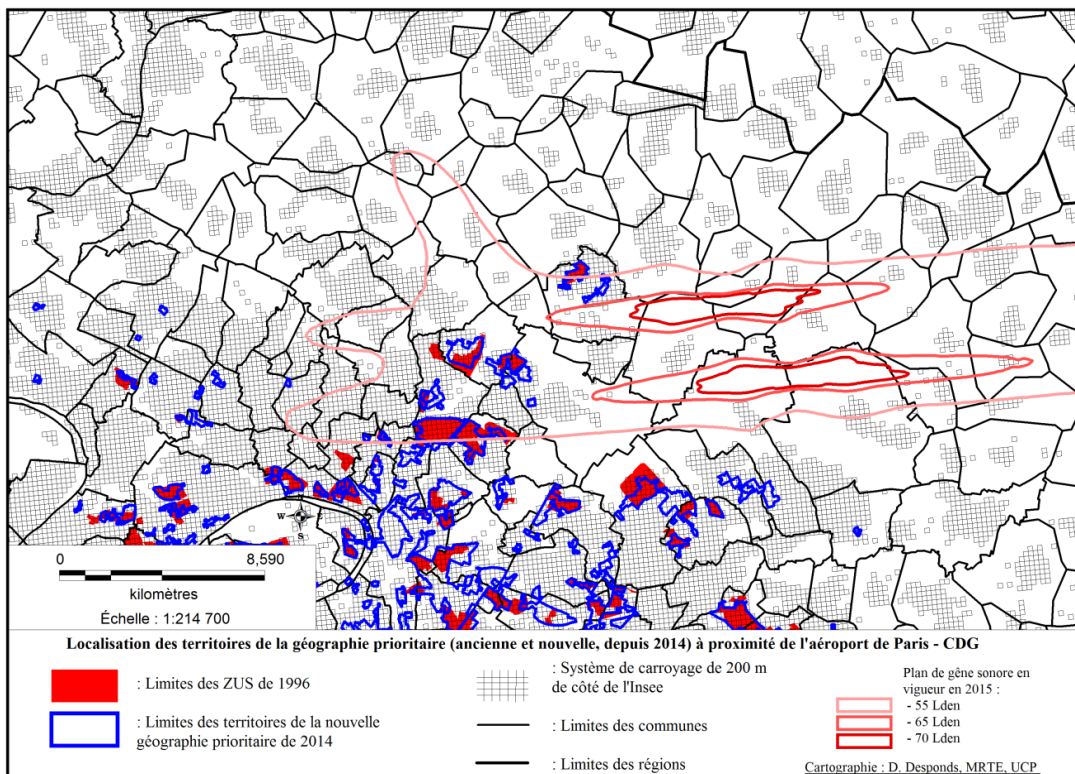 W
S
0 8,590
kilomètres
Échelle : 1:214 700
Localisation des territoires de la géographie prioritaire (ancienne et nouvelle, depuis 2014) à proximité de l'aéroport de Paris - CDG
: Limites des ZUS de 1996
: Limites des territoires de la nouvelle
géographie prioritaire de 2014
: Système de carroyage de 200 m
de côté de l'Insee
: Limites des communes
: Limites des régions
Plan de gêne sonore en
vigueur en 2015 :
- 55 Lden
- 65 Lden
- 70 Lden
Cartographie : D. Desponds, MRTE, UCP